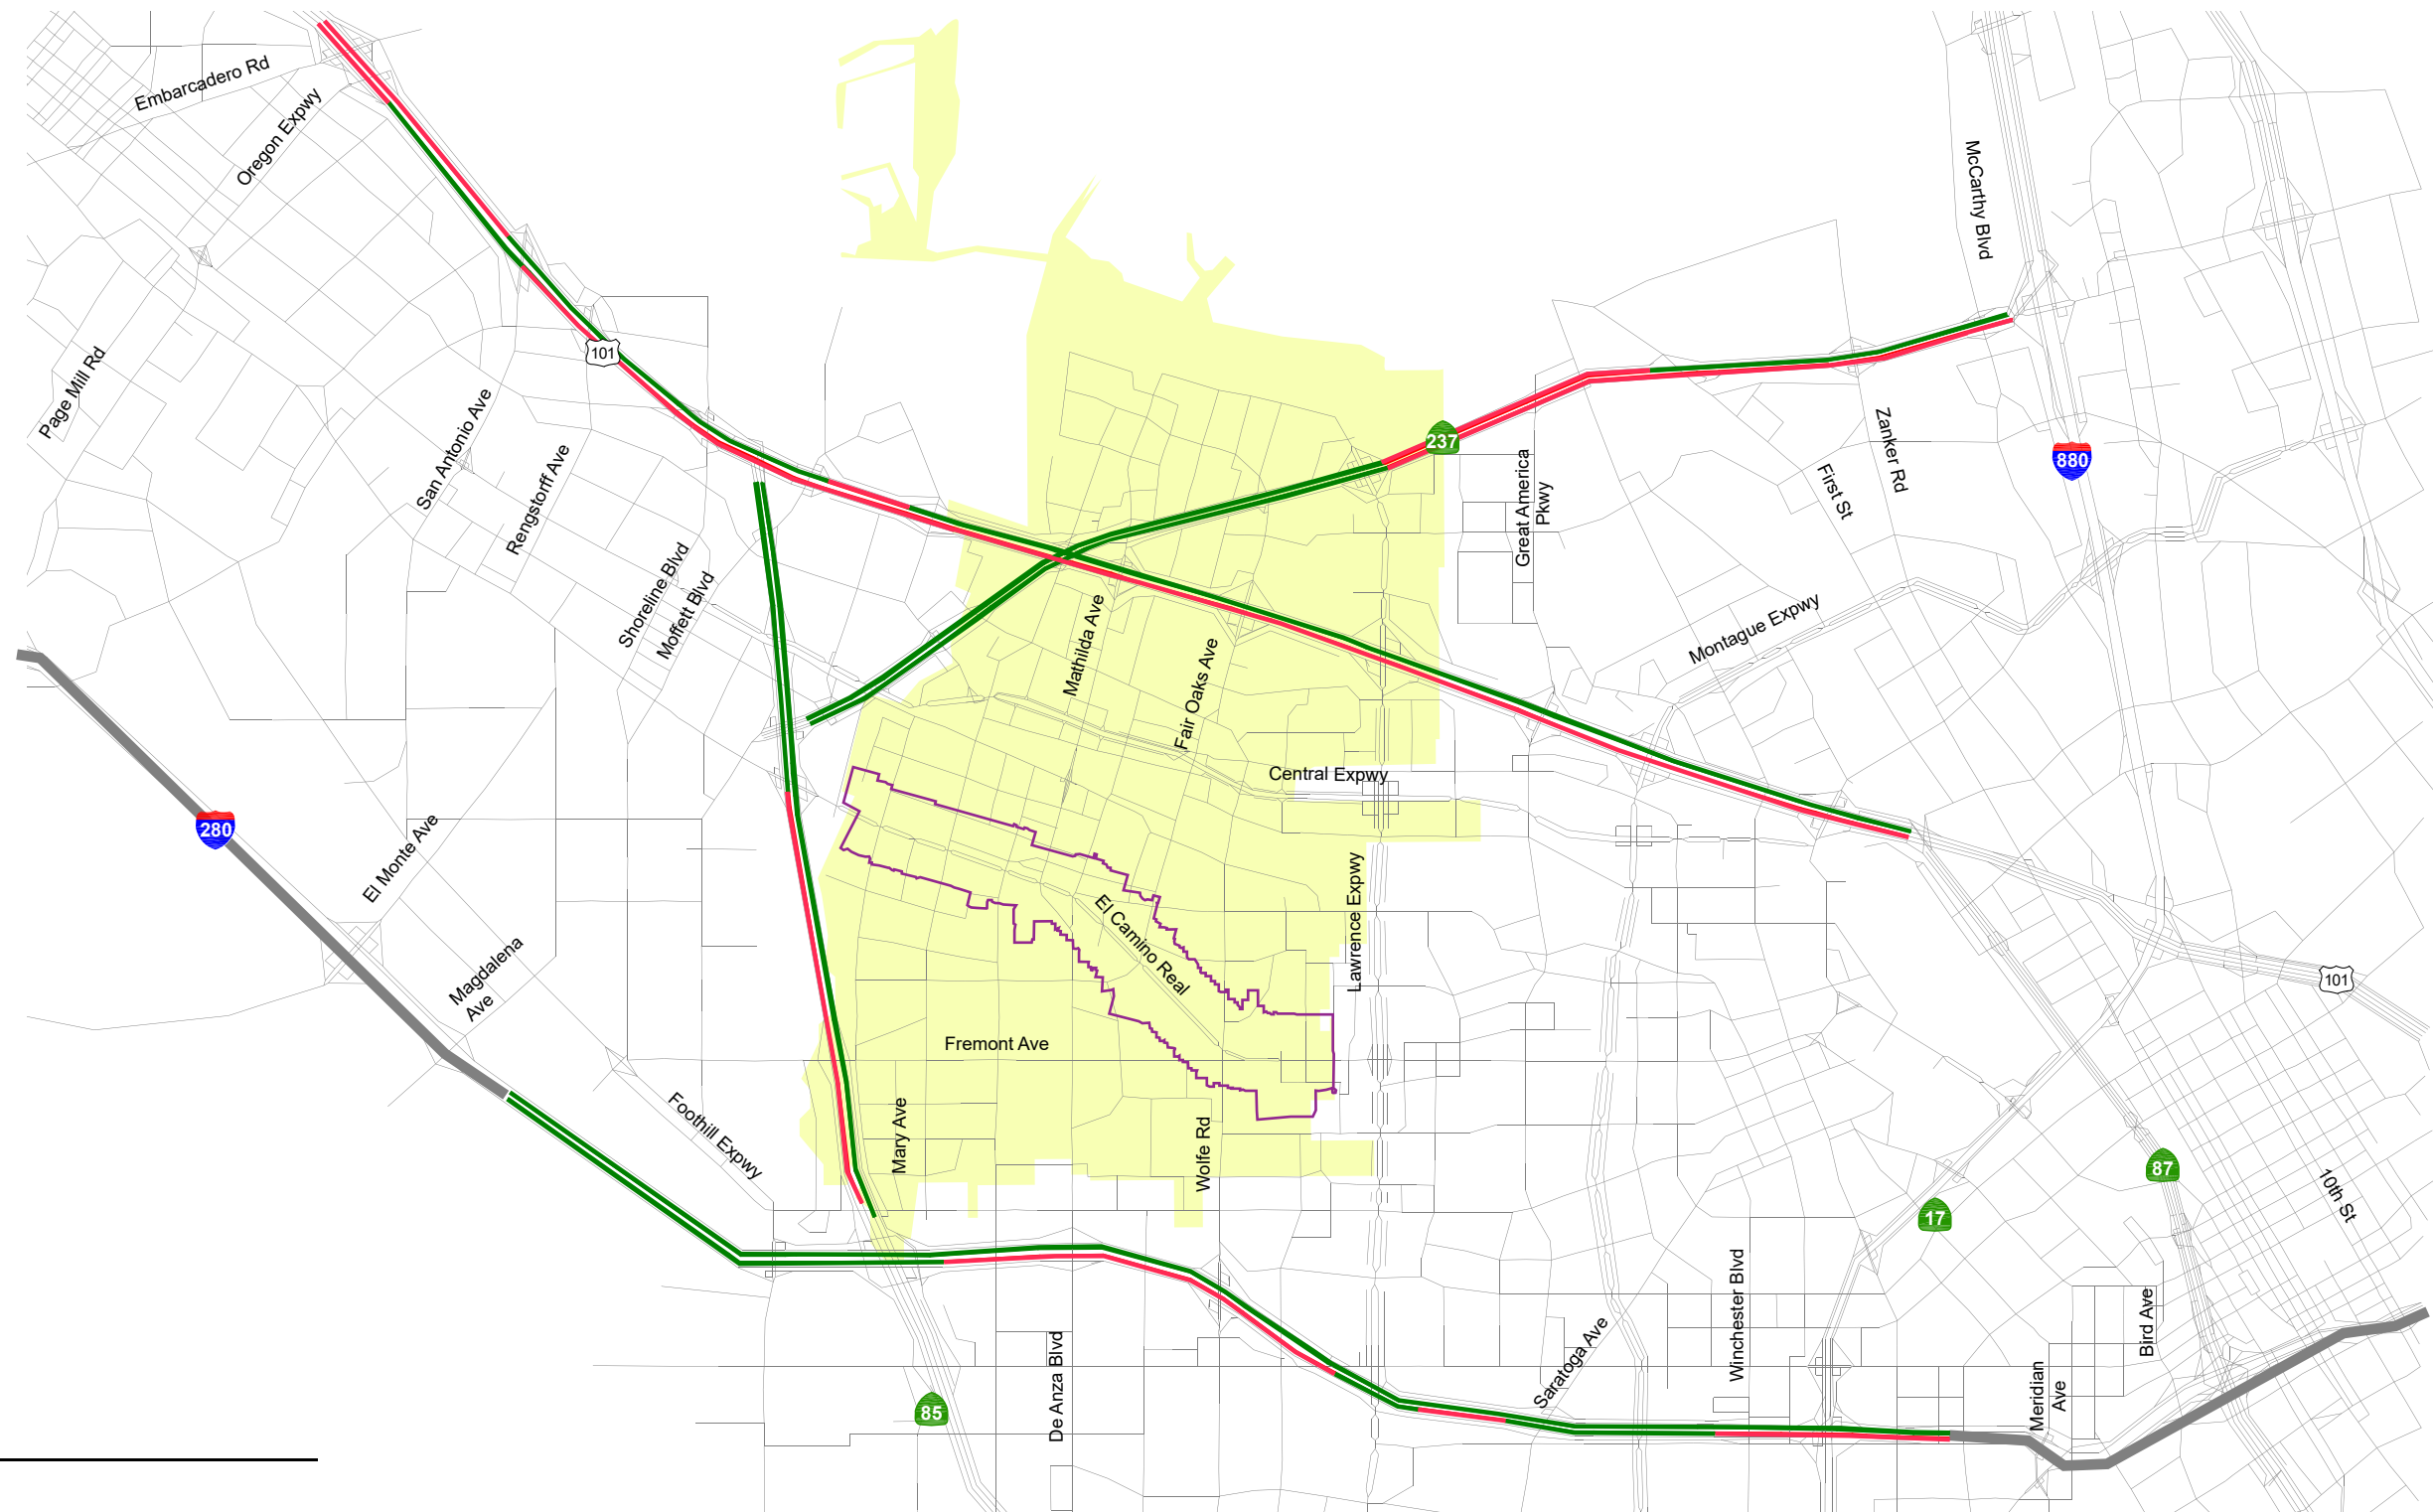 Embarcadero Rd
Oregon Expwy
McCarthy Blvd
101
Page Mill Rd
San Antonio Ave
Rengstorff Ave
237
880
Great America
Pkwy
Zanker Rd
First St
Shoreline Blvd
Moffett Blvd
Mathilda Ave
Fair Oaks Ave
Montague Expwy
Central Expwy
280
El Monte Ave
Lawrence Expwy
El Camino Real
Magdalena
Ave
101
Fremont Ave
Foothill Expwy
Mary Ave
Wolfe Rd
87
17
10th St
Winchester Blvd
Bird Ave
De Anza Blvd
Saratoga Ave
85
Meridian
Ave